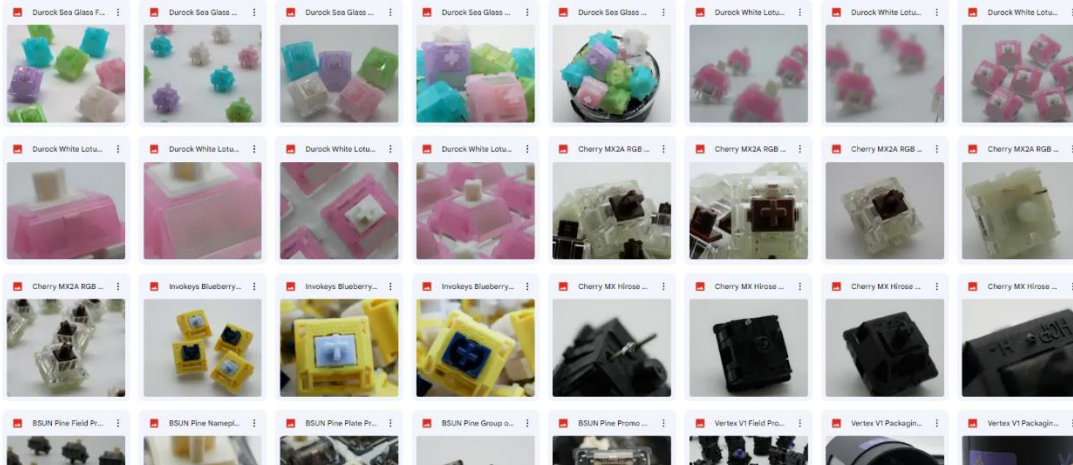 Durock Sea Glass F...
Durock Sea Glass ...
Durock Sea Glass ...
Durock Sea Glass ...
Durock Sea Glass ...
Durock White Lotu...
Durock White Lotu...
Durock White Lotu...
Durock White Lotu...
Durock White Lotu...
Durock White Lotu...
Durock White Lotu...
Cherry MX2A RGB ...
Cherry MX2A RGB ...
Cherry MX2A RGB ...
Cherry MX2A RGB ...
Cherry MX2A RGB ...
Invokeys Blueberry...
Invokeys Blueberry...
Invokeys Blueberry...
Cherry MX Hirose ...
Cherry MX Hirose ...
Cherry MX Hirose ...
Cherry MX Hirose ...
BSUN Pine Field Pr...
BSUN Pine Namepl...
BSUN Pine Plate Pr...
BSUN Pine Group o...
BSUN Pine Promo ...
Vertex V1 Field Pro...
Vertex V1 Packagin...
Vertex V1 Packagin...